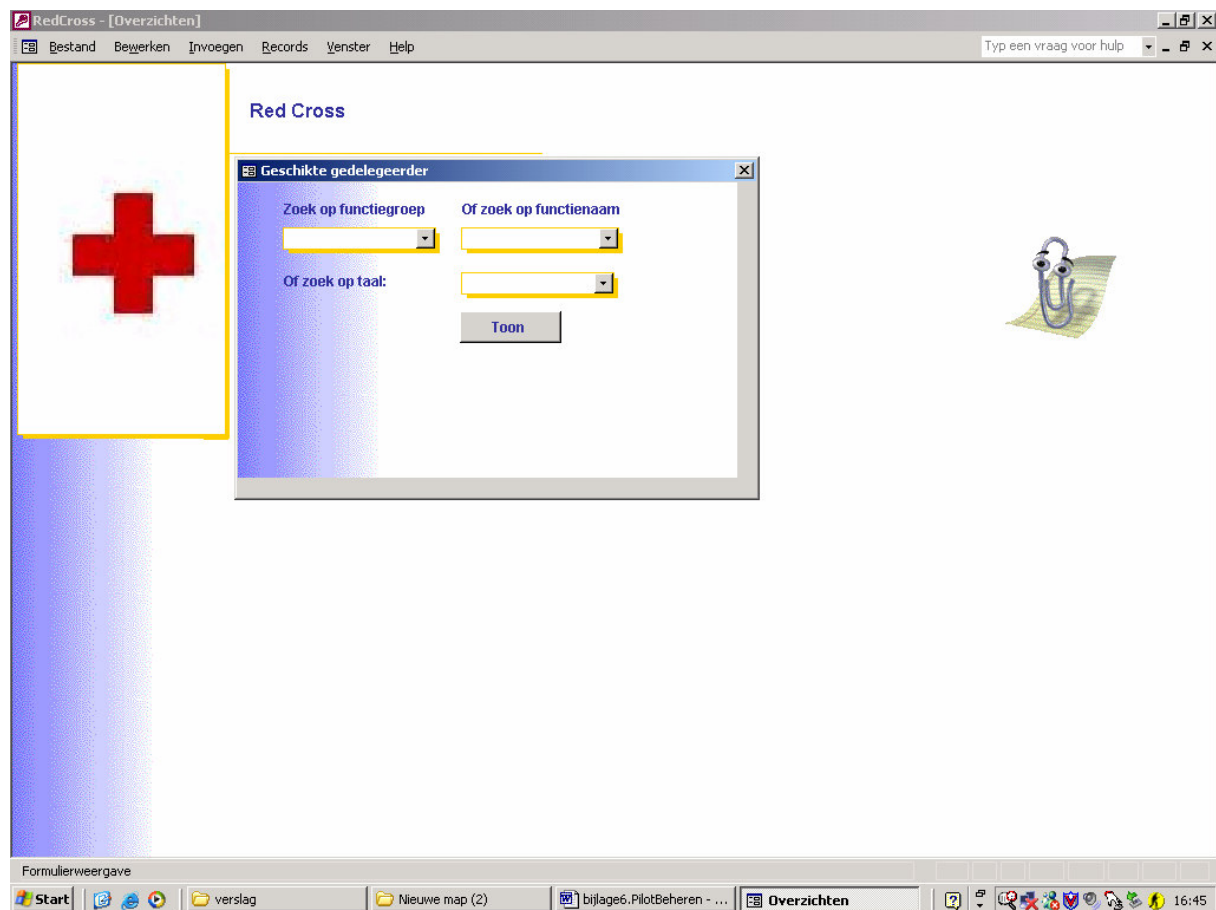 RedCross - [Overzichten]
Bestand Bewerken Invoegen Records Venster Help
Typ een vraag voor hulp
Red Cross
Geschikte gedelegeerder
Zoek op functiegroep Of zoek op functienaam
Of zoek op taal:
Toon
Formulierweergave
Start verslag Nieuwe map (2) bijlage6.PilotBeheren - ... Overzichten 16:45